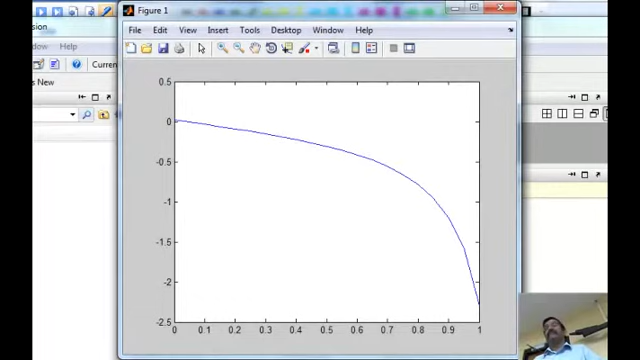 Figure 1
sion
File Edit View Insert Tools Desktop Window Help
ndow Help
Curren
s New
0.5
0
-0.5
-1
-1.5
-2
-2.5
0 0.1 0.2 0.3 0.4 0.5 0.6 0.7 0.8 0.9 1